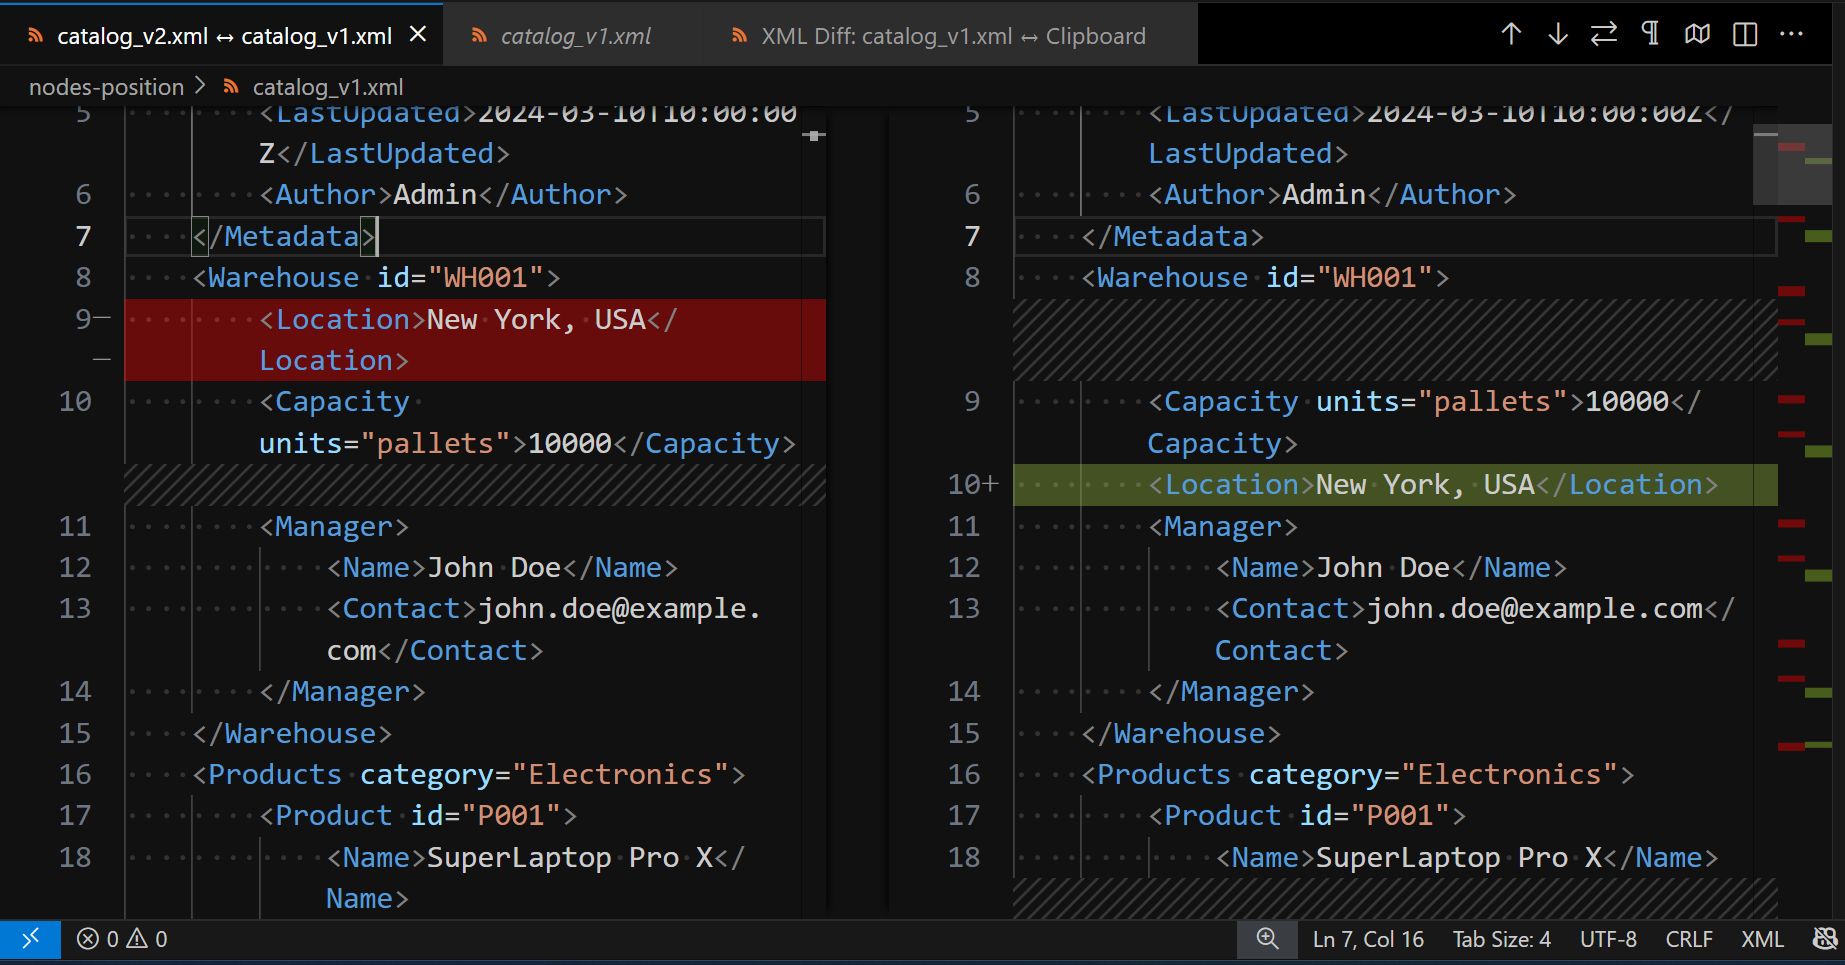 catalog_v2.xml ↔ catalog_v1.xml
catalog_v1.xml
XML Diff: catalog_v1.xml ↔ Clipboard
nodes-position > catalog_v1.xml
5 <LastUpdated>2024-03-10T10:00:00
Z</LastUpdated>
6 <Author>Admin</Author>
7 </Metadata>
8 <Warehouse id="WH001">
9— <Location>New York, USA</
— Location>
10 <Capacity
units="pallets">10000</Capacity>
11 <Manager>
12 <Name>John Doe</Name>
13 <Contact>john.doe@example.
com</Contact>
14 </Manager>
15 </Warehouse>
16 <Products category="Electronics">
17 <Product id="P001">
18 <Name>SuperLaptop Pro X</
Name>
5 <LastUpdated>2024-03-10T10:00:00Z</
LastUpdated>
6 <Author>Admin</Author>
7 </Metadata>
8 <Warehouse id="WH001">
9 <Capacity units="pallets">10000</
Capacity>
10+ <Location>New York, USA</Location>
11 <Manager>
12 <Name>John Doe</Name>
13 <Contact>john.doe@example.com</
Contact>
14 </Manager>
15 </Warehouse>
16 <Products category="Electronics">
17 <Product id="P001">
18 <Name>SuperLaptop Pro X</Name>
0 0
Ln 7, Col 16 Tab Size: 4 UTF-8 CRLF XML